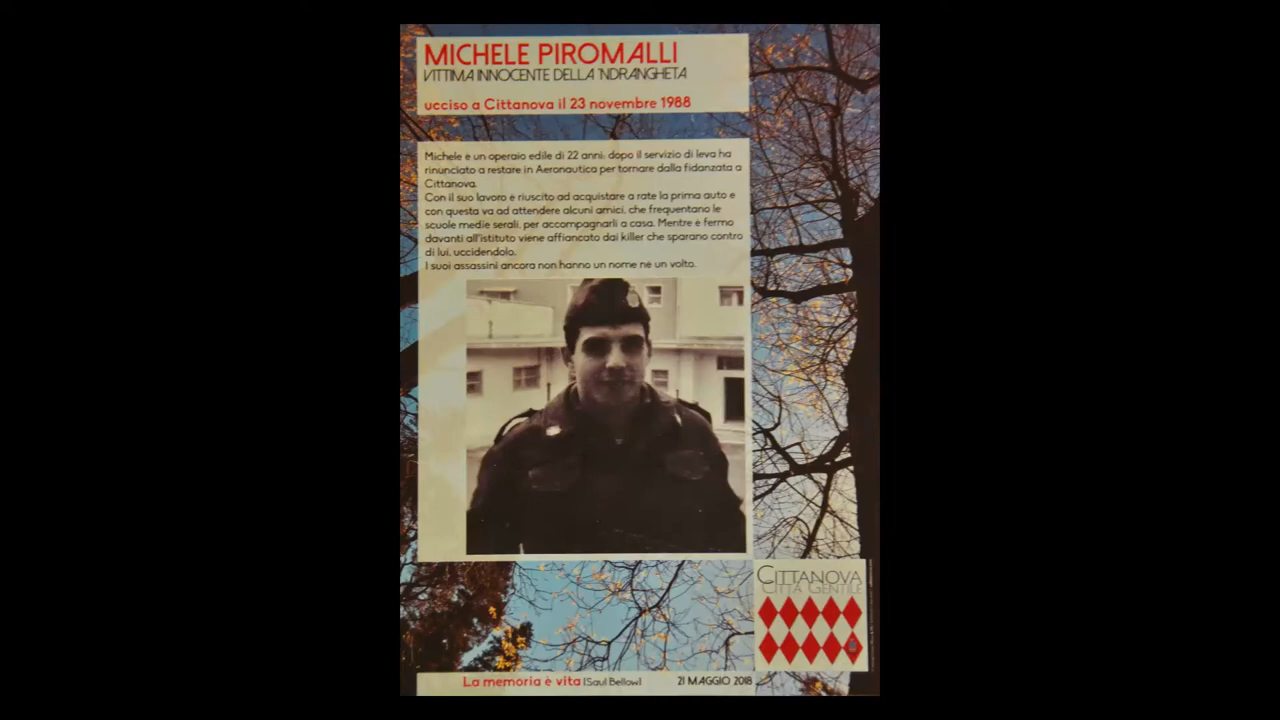 MICHELE PIROMALLI
VITTIMA INNOCENTE DELLA 'NDRANGHETA
ucciso a Cittanova il 23 novembre 1988
Michele è un operaio edile di 22 anni; dopo il servizio di leva ha
rinunciato a restare in Aeronautica per tornare dalla fidanzata a
Cittanova.
Con il suo lavoro è riuscito ad acquistare a rate la prima auto e
con questa va ad attendere alcuni amici, che frequentano le
scuole medie serali, per accompagnarli a casa. Mentre è fermo
davanti all'istituto viene affiancato dai killer che sparano contro
di lui, uccidendolo.
I suoi assassini ancora non hanno un nome né un volto.
CITTANOVA
CITTÀ GENTILE
La memoria è vita (Saul Bellow)
21 MAGGIO 2018